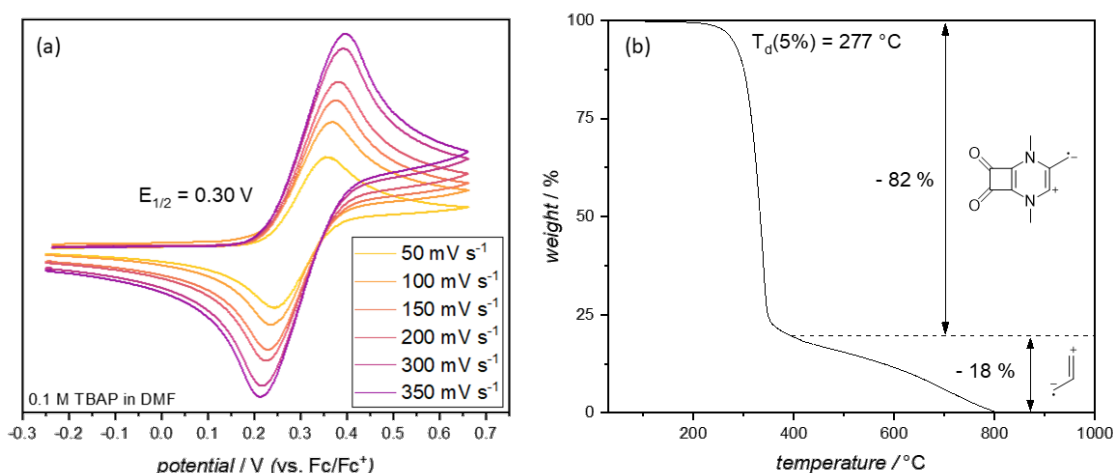 (a)
E1/2 = 0.30 V
50 mV s-1
100 mV s-1
150 mV s-1
200 mV s-1
300 mV s-1
350 mV s-1
0.1 M TBAP in DMF
-0.3 -0.2 -0.1 0.0 0.1 0.2 0.3 0.4 0.5 0.6 0.7
potential / V (vs. Fc/Fc+)
(b)
Td(5%) = 277 °C
100
75
50
25
0
weight / %
- 82 %
O
O
N
N
+
−
- 18 %
+
−
200 400 600 800 1000
temperature / °C